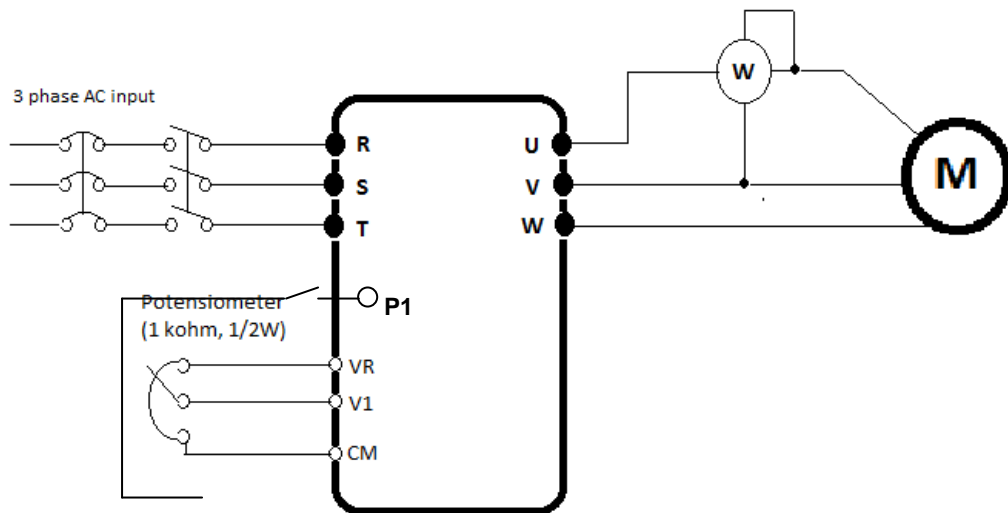 W
3 phase AC input
R
U
S
V
M
T
W
Potensiometer
(1 kohm, 1/2W)
P1
VR
V1
CM